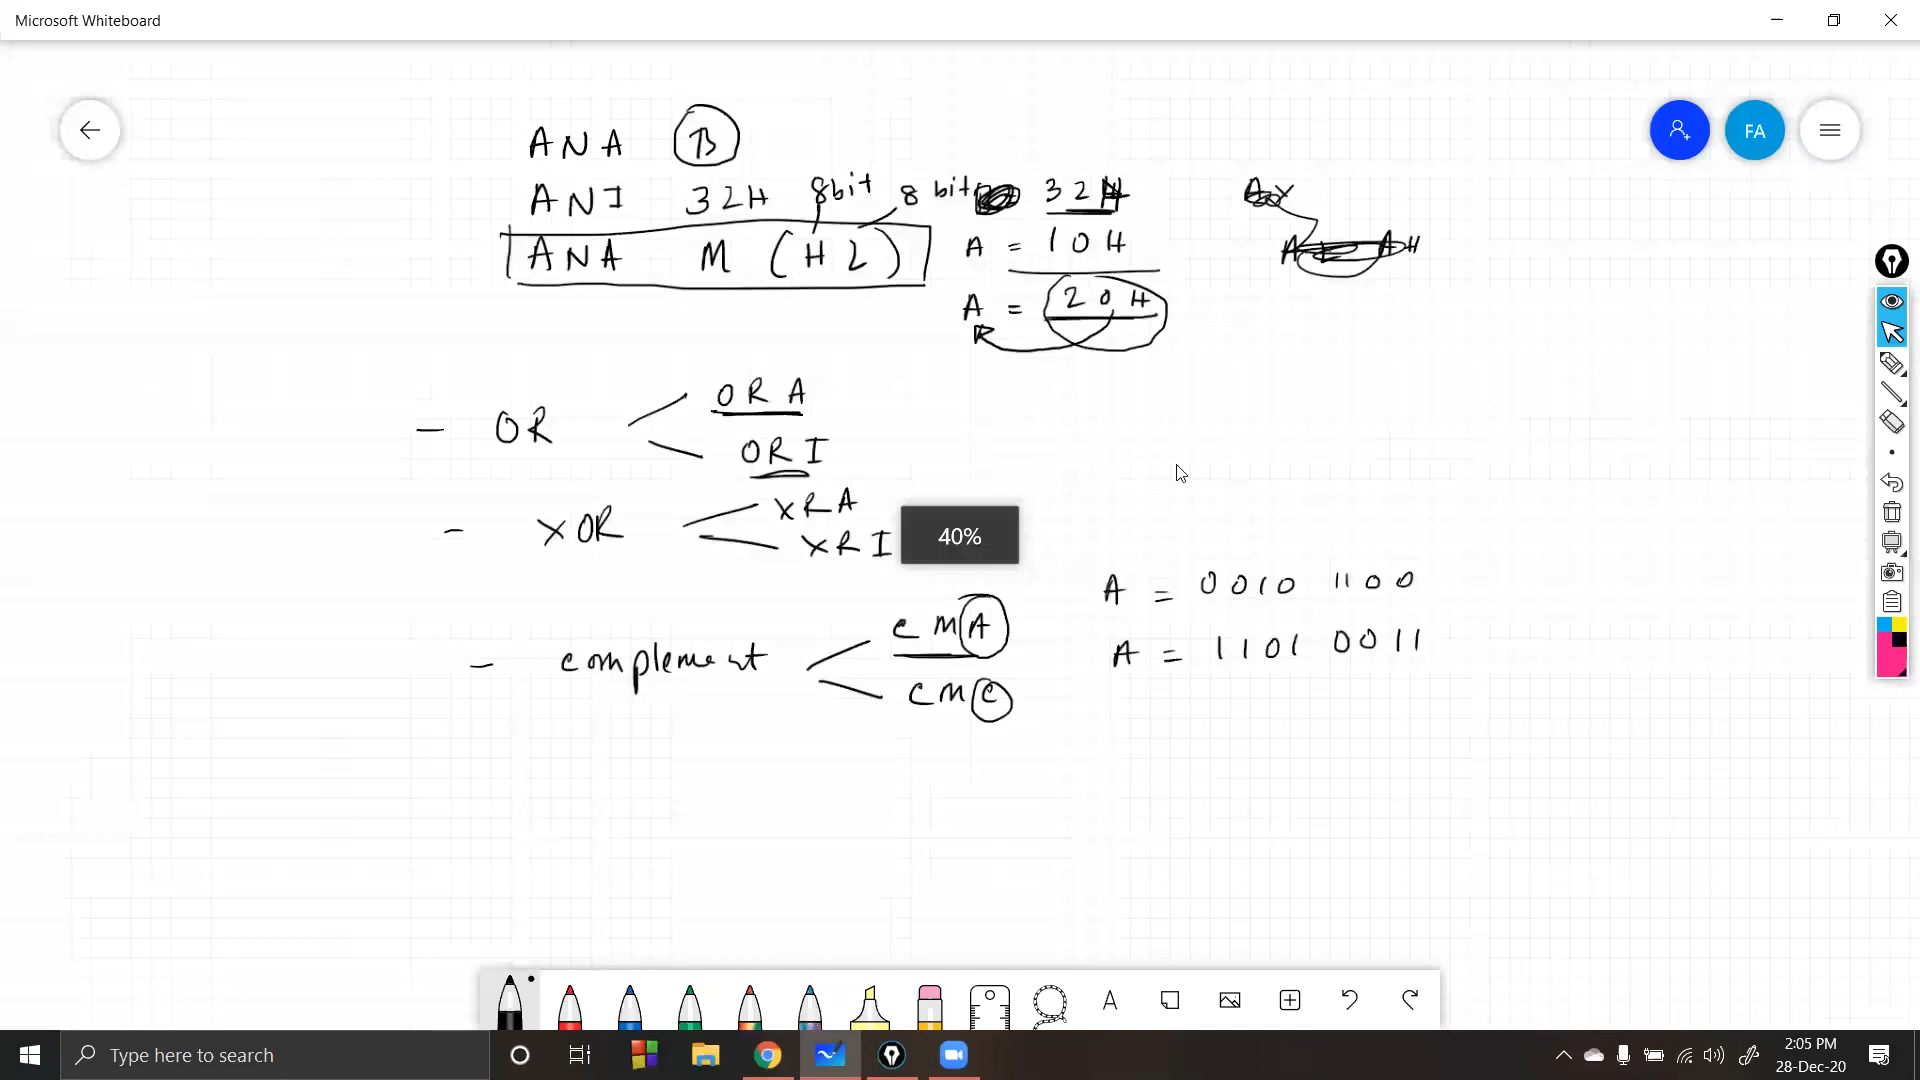 Microsoft Whiteboard
FA
ANA B
ANI 32H 8bit 8 bit 32H
ANA M (HL) A = 10H
A = 20H
- OR ORA
ORI
- XOR XRA
XRI
40%
A = 0010 1100
- complement CMA
A = 1101 0011
CMC
A
Type here to search
2:05 PM
28-Dec-20